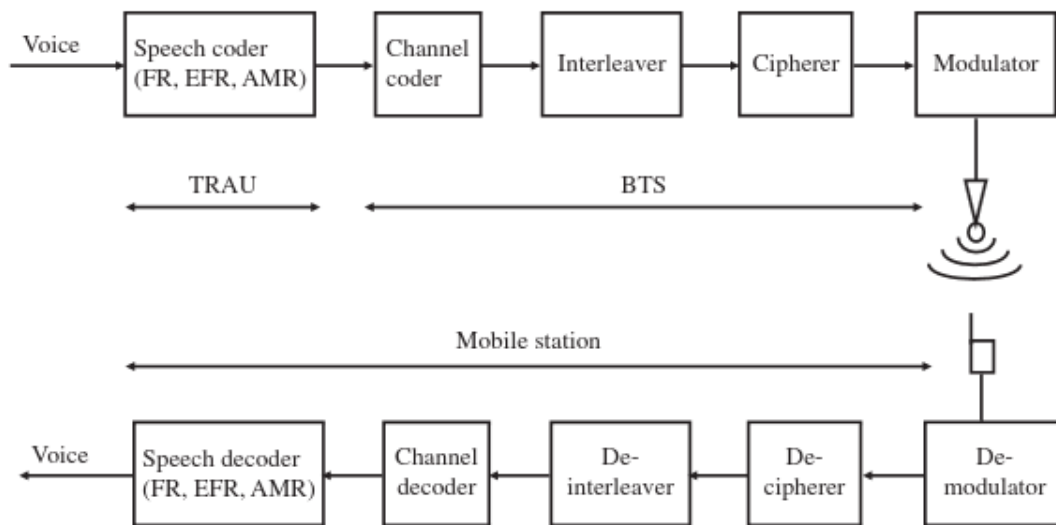 Voice
Speech coder
(FR, EFR, AMR)
Channel
coder
Interleaver
Cipherer
Modulator
TRAU
BTS
Mobile station
Voice
Speech decoder
(FR, EFR, AMR)
Channel
decoder
De-
interleaver
De-
cipherer
De-
modulator